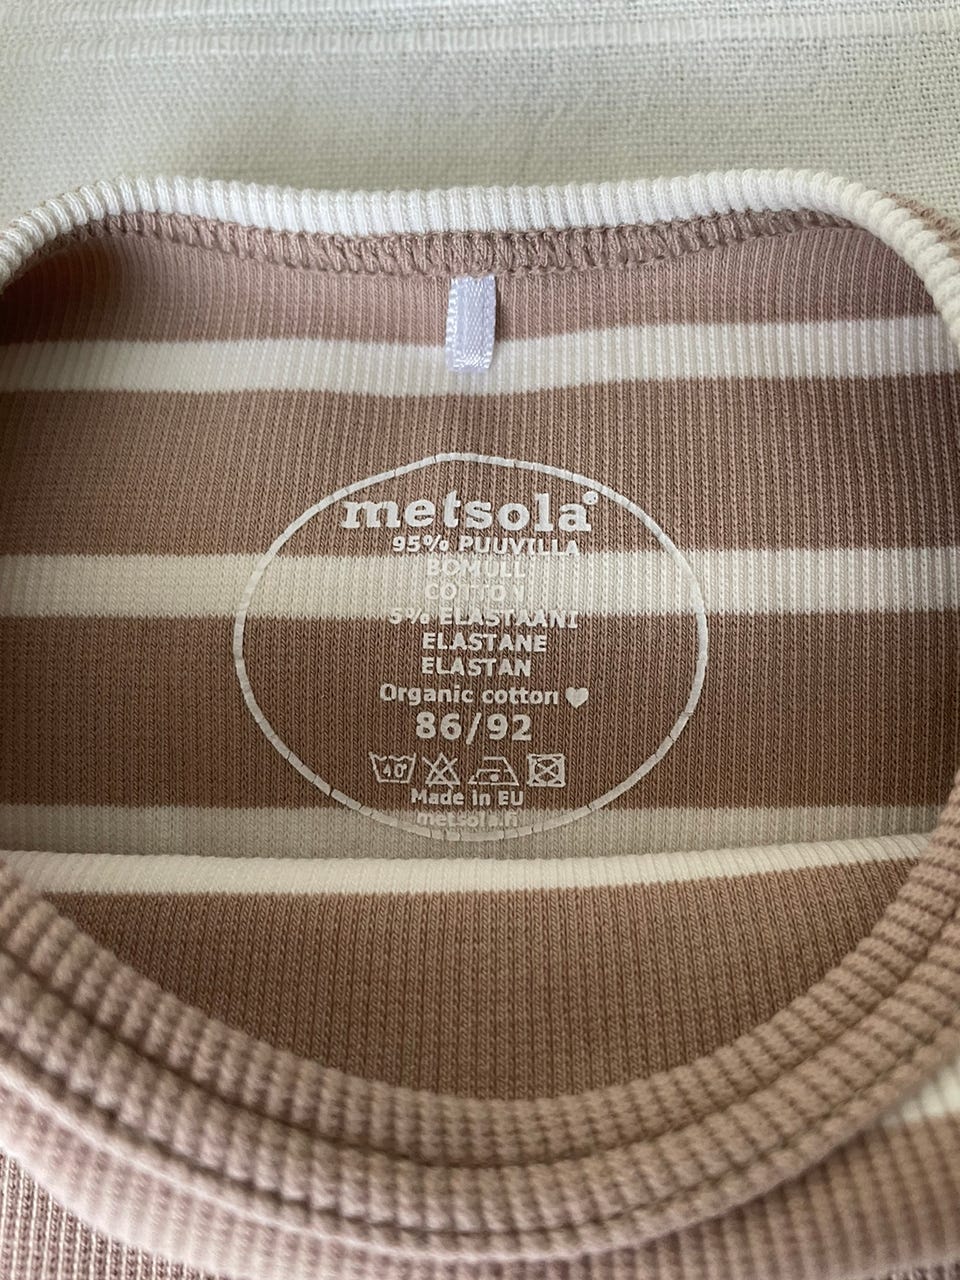 metsola
95% PUUVILLA
BOMULL
COTTON
5% ELASTAANI
ELASTANE
ELASTAN
Organic cotton ♥
86/92
40°
Made in EU
metsola.fi